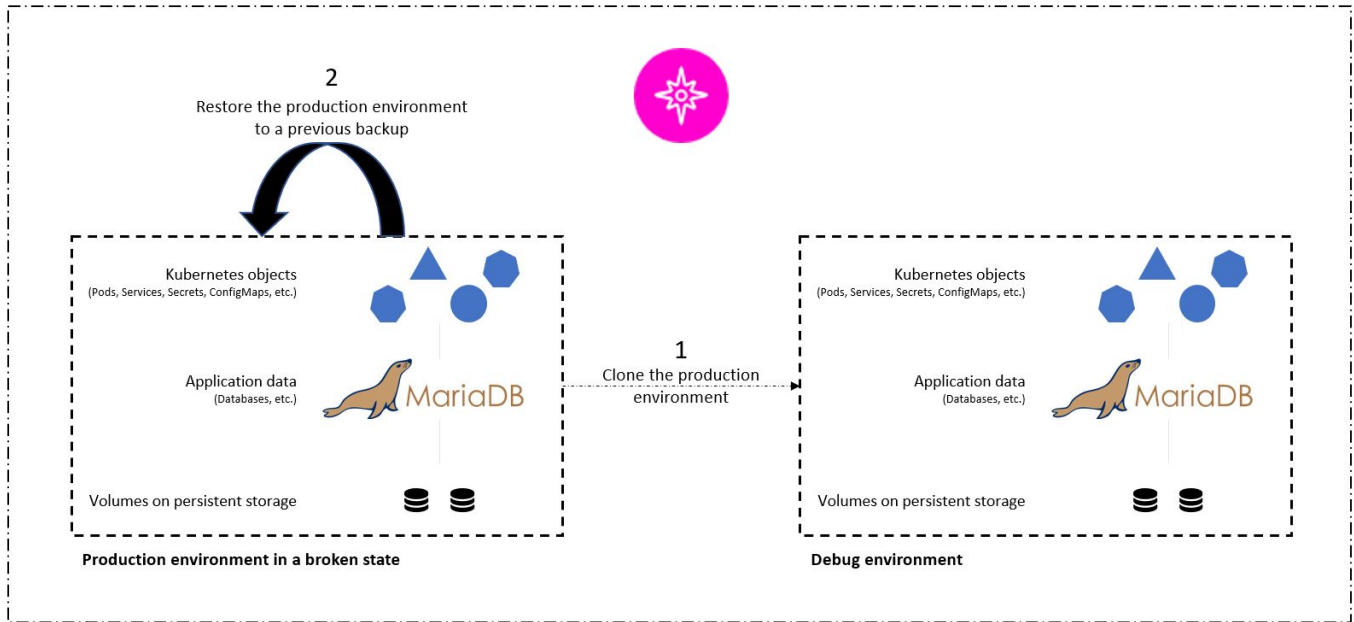 2
Restore the production environment
to a previous backup
Kubernetes objects
(Pods, Services, Secrets, ConfigMaps, etc.)
Application data
(Databases, etc.)
MariaDB
Volumes on persistent storage
Production environment in a broken state
1
Clone the production
environment
Kubernetes objects
(Pods, Services, Secrets, ConfigMaps, etc.)
Application data
(Databases, etc.)
MariaDB
Volumes on persistent storage
Debug environment